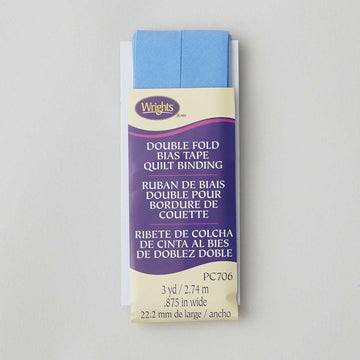 Wrights
DOUBLE FOLD
BIAS TAPE
QUILT BINDING
RUBAN DE BIAIS
DOUBLE POUR
BORDURE DE
COUETTE
RIBETE DE COLCHA
DE CINTA AL BIES
DE DOBLEZ DOBLE
PC706
3 yd / 2.74 m
.875 in wide
22.2 mm de large / ancho